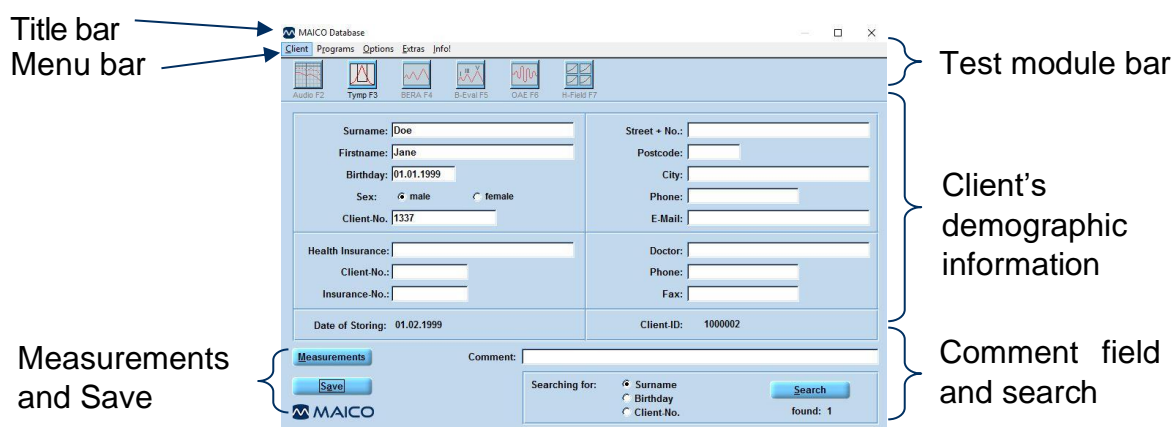 Title bar
Menu bar
MAICO Database
Client Programs Options Extras Info!
Audio F2 Tymp F3 BERA F4 B-Eval F5 OAE F6 H-Field F7
Test module bar
Surname: Doe
Firstname: Jane
Birthday: 01.01.1999
Sex: male female
Client-No. 1337
Street + No.:
Postcode:
City:
Phone:
E-Mail:
Health Insurance:
Client-No.:
Insurance-No.:
Doctor:
Phone:
Fax:
Date of Storing: 01.02.1999
Client-ID: 1000002
Client's
demographic
information
Measurements
and Save
Measurements
Save
MAICO
Comment:
Searching for: Surname
Birthday
Client-No.
Search
found: 1
Comment field
and search